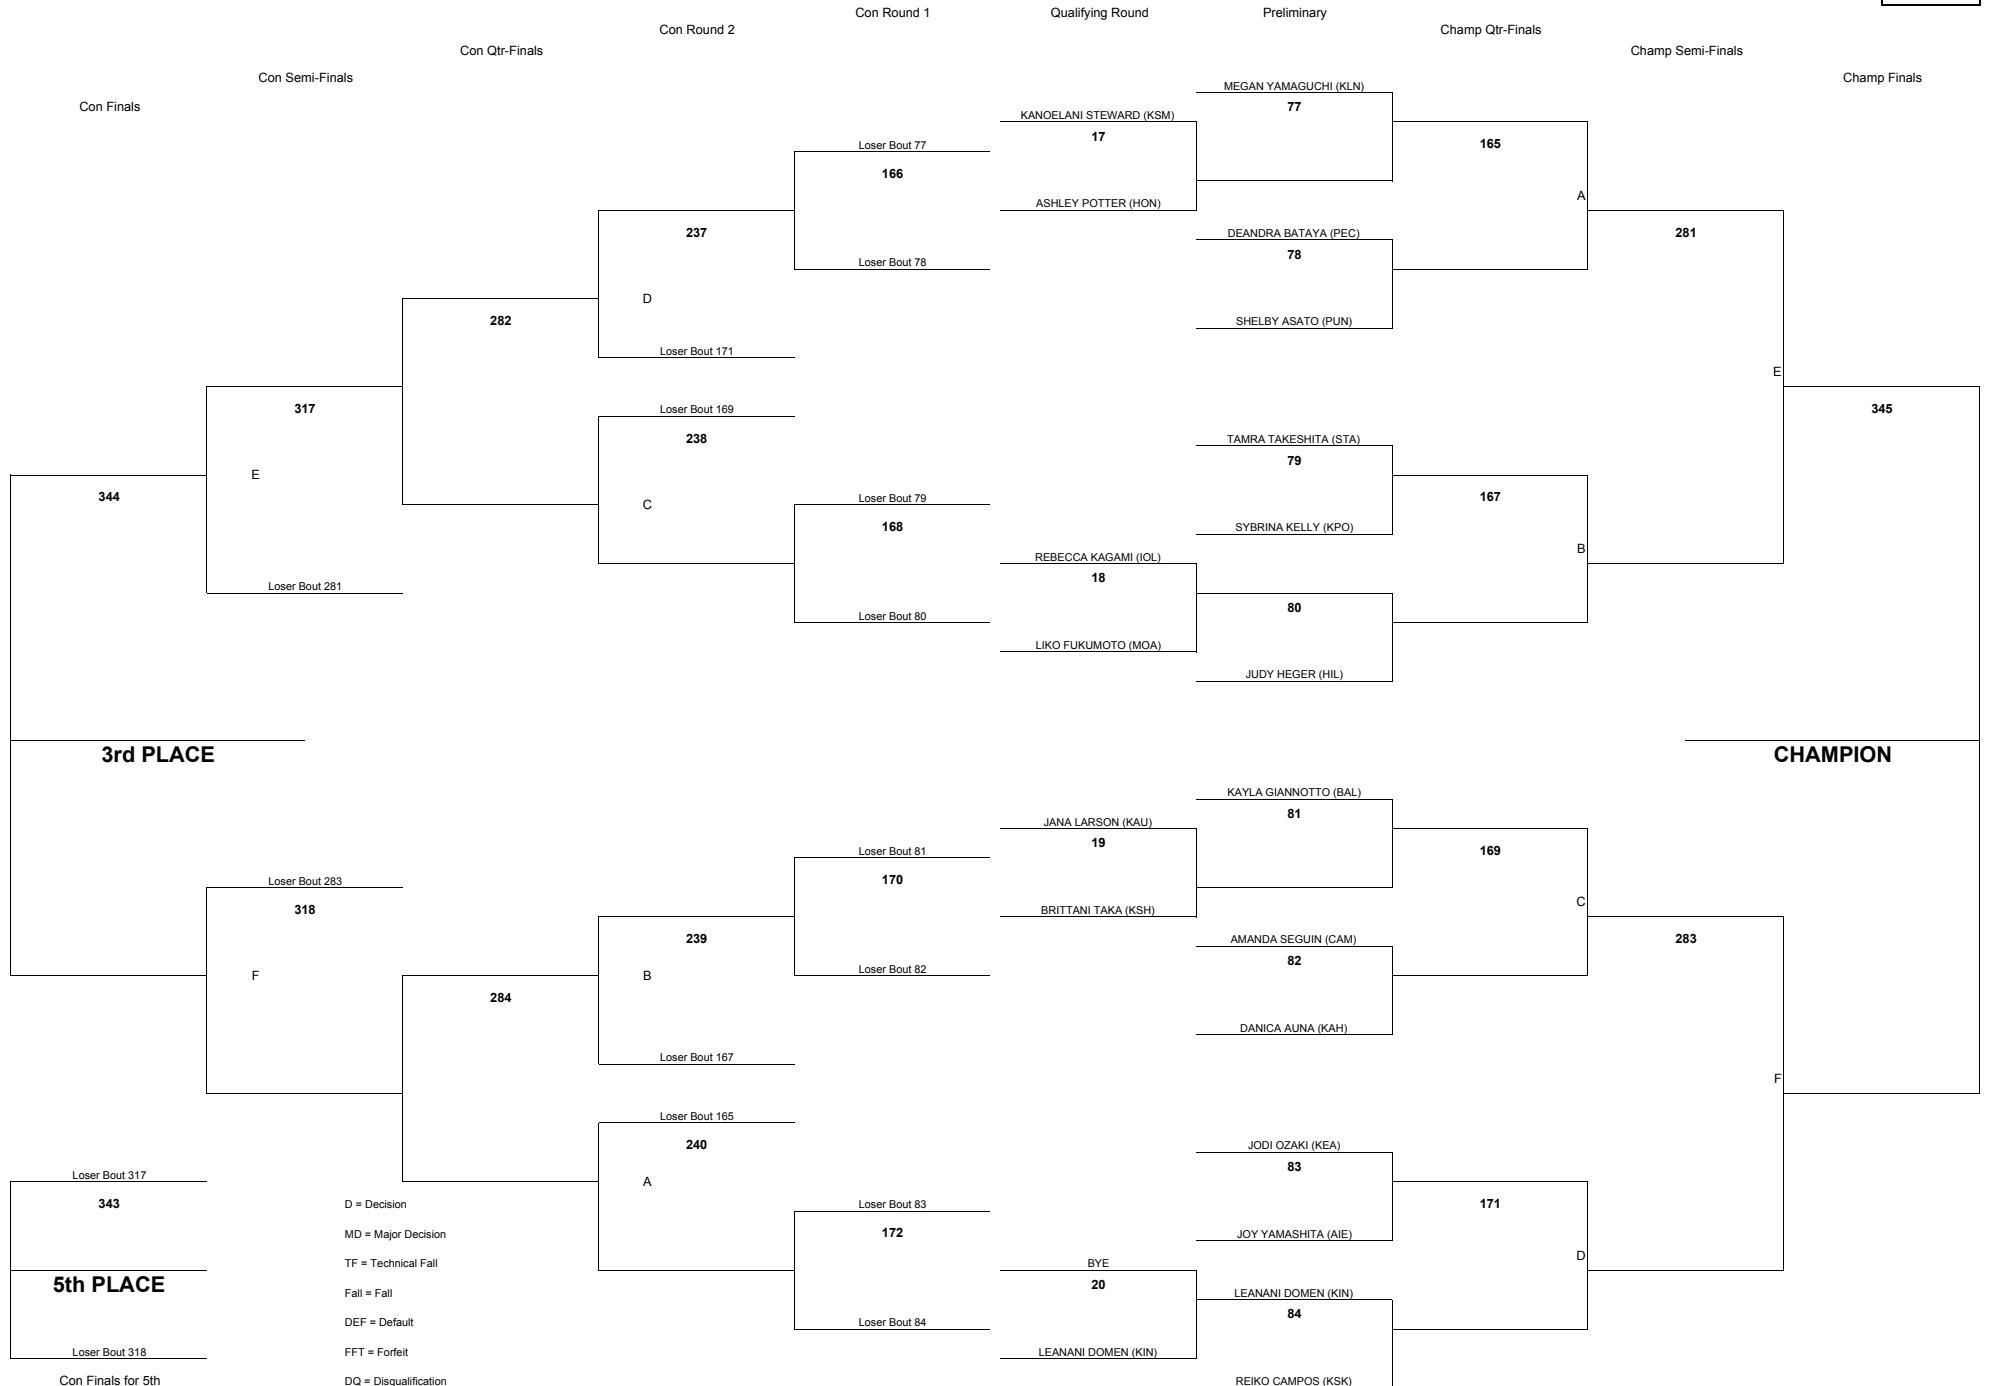 Con Round 1
Qualifying Round
Preliminary
Con Round 2
Champ Qtr-Finals
Con Qtr-Finals
Champ Semi-Finals
Con Semi-Finals
Champ Finals
Con Finals
MEGAN YAMAGUCHI (KLN)
77
KANOELANI STEWARD (KSM)
17
Loser Bout 77
165
166
A
ASHLEY POTTER (HON)
237
DEANDRA BATAYA (PEC)
281
78
Loser Bout 78
D
282
SHELBY ASATO (PUN)
Loser Bout 171
E
317
Loser Bout 169
345
238
TAMRA TAKESHITA (STA)
79
E
344
C
Loser Bout 79
167
168
SYBRINA KELLY (KPO)
B
REBECCA KAGAMI (IOL)
18
Loser Bout 281
80
Loser Bout 80
LIKO FUKUMOTO (MOA)
JUDY HEGER (HIL)
3rd PLACE
CHAMPION
KAYLA GIANNOTTO (BAL)
81
JANA LARSON (KAU)
19
Loser Bout 81
169
170
Loser Bout 283
318
C
BRITTANI TAKA (KSH)
239
AMANDA SEGUIN (CAM)
283
82
Loser Bout 82
F
B
284
DANICA AUNA (KAH)
Loser Bout 167
F
Loser Bout 165
240
JODI OZAKI (KEA)
83
Loser Bout 317
A
343
D = Decision
Loser Bout 83
171
172
MD = Major Decision
JOY YAMASHITA (AIE)
D
TF = Technical Fall
BYE
5th PLACE
20
Fall = Fall
LEANANI DOMEN (KIN)
84
DEF = Default
Loser Bout 84
FFT = Forfeit
Loser Bout 318
LEANANI DOMEN (KIN)
Con Finals for 5th
DQ = Disqualification
REIKO CAMPOS (KSK)